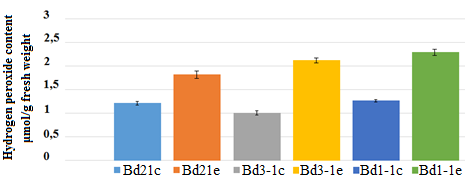 Hydrogen peroxide content
µmol/g fresh weight
3
2,5
2
1,5
1
0,5
0
Bd21c Bd21e Bd3-1c Bd3-1e Bd1-1c Bd1-1e